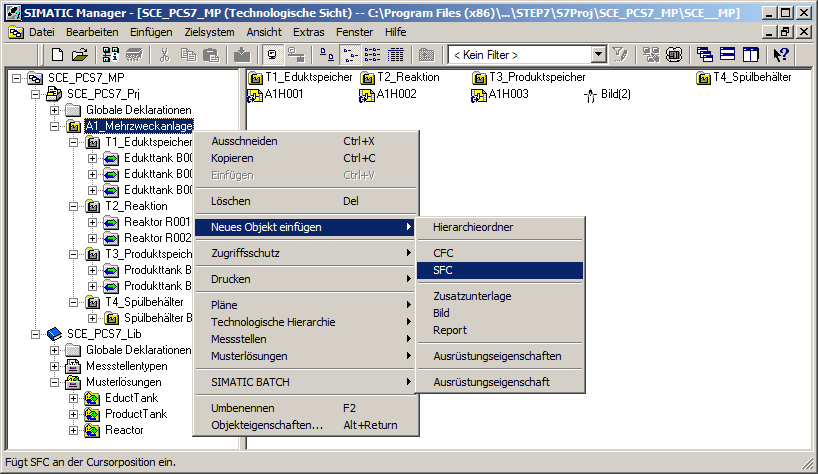 SIMATIC Manager - [SCE_PCS7_MP (Technologische Sicht) -- C:\Program Files (x86)\...\STEP7\S7Proj\SCE_PCS7_MP\SCE__MP]
Datei Bearbeiten Einfügen Zielsystem Ansicht Extras Fenster Hilfe
< Kein Filter >
SCE_PCS7_MP
SCE_PCS7_Prj
Globale Deklarationen
A1_Mehrzweckanlage
T1_Eduktspeicher
Edukttank B00
Edukttank B00
Edukttank B00
T2_Reaktion
Reaktor R001
Reaktor R002
T3_Produktspeich
Produkttank B
Produkttank B
T4_Spülbehälter
Spülbehälter B
SCE_PCS7_Lib
Globale Deklarationen
Messstellentypen
Musterlösungen
EductTank
ProductTank
Reactor
T1_Eduktspeicher T2_Reaktion T3_Produktspeicher T4_Spülbehälter
A1H001 A1H002 A1H003 Bild(2)
Ausschneiden Ctrl+X
Kopieren Ctrl+C
Einfügen Ctrl+V
Löschen Del
Neues Objekt einfügen
Zugriffsschutz
Drucken
Pläne
Technologische Hierarchie
Messstellen
Musterlösungen
SIMATIC BATCH
Umbenennen F2
Objekteigenschaften... Alt+Return
Hierarchieordner
CFC
SFC
Zusatzunterlage
Bild
Report
Ausrüstungseigenschaften
Ausrüstungseigenschaft
Fügt SFC an der Cursorposition ein.